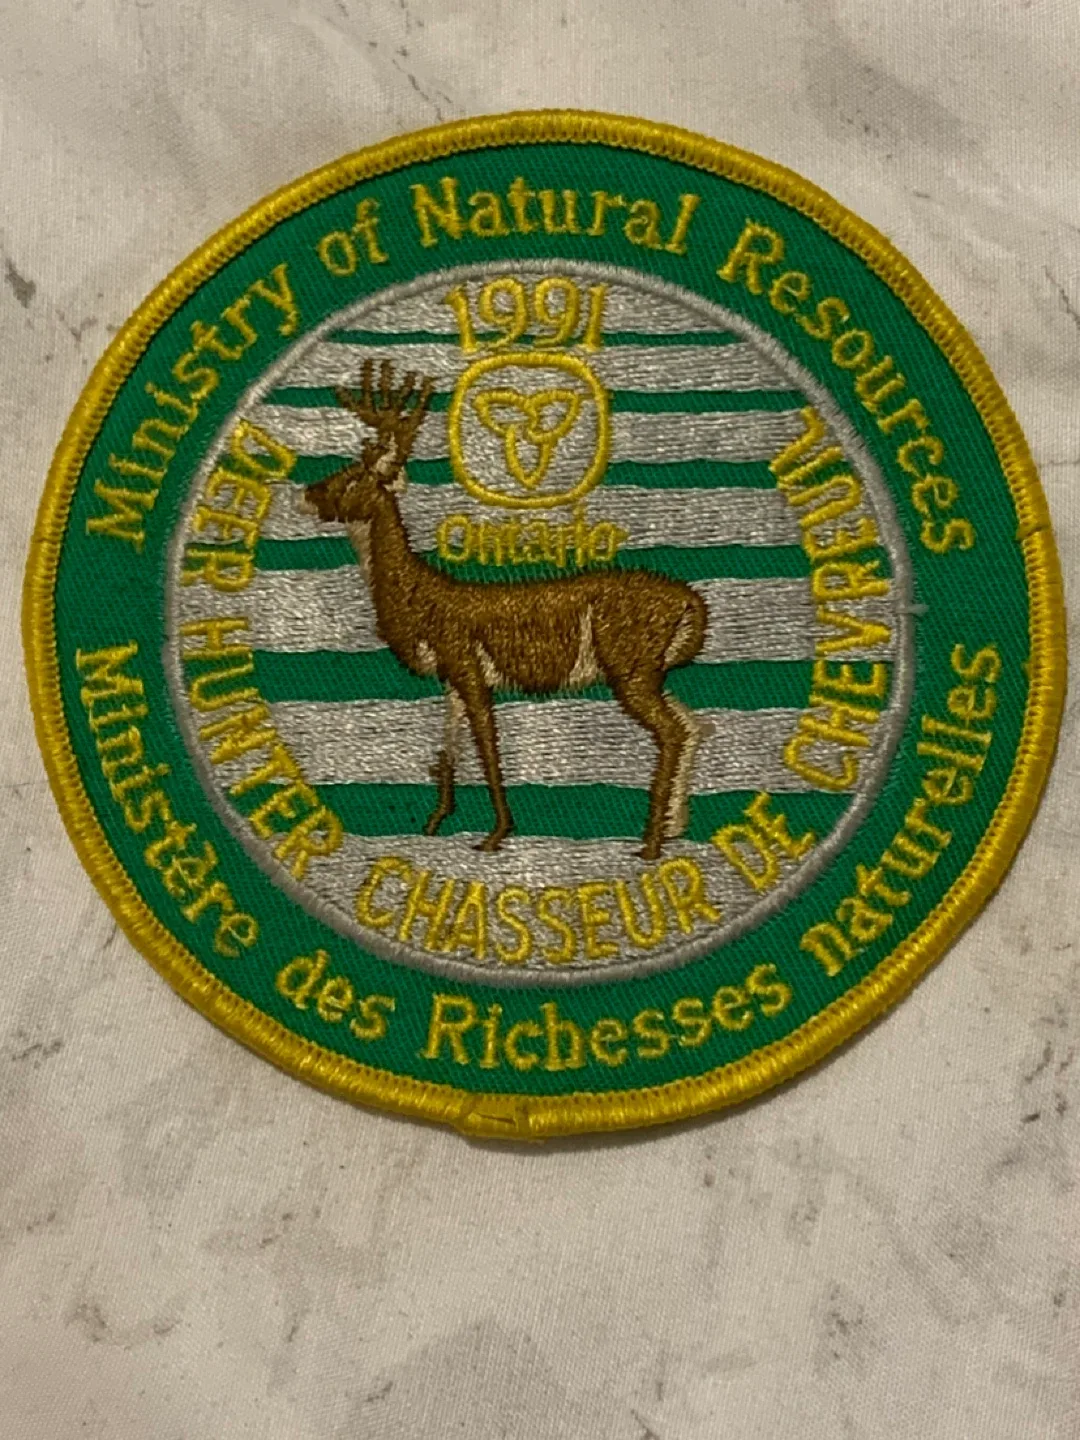 Ministry of Natural Resources
1991
Ontario
DEER HUNTER CHASSEUR DE CHEVREUIL
Ministère des Richesses naturelles